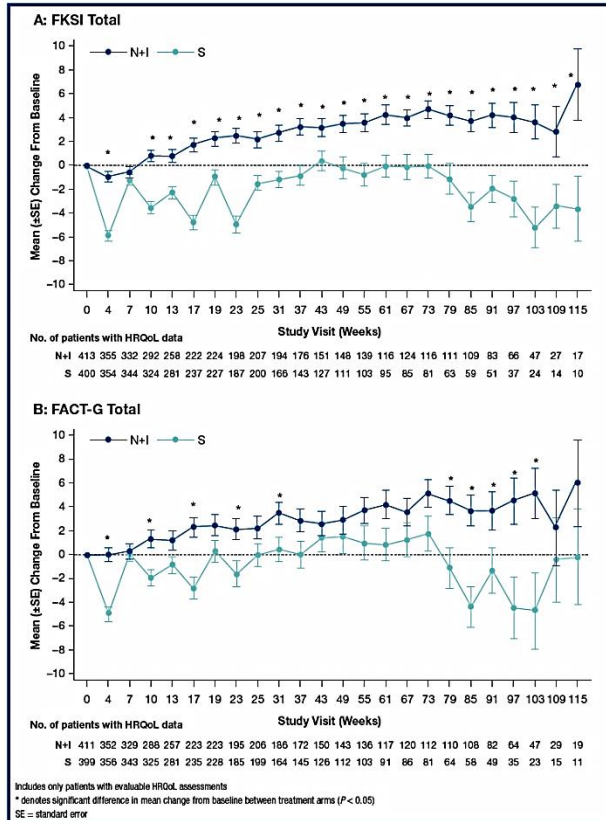 A: FKSI Total
N+I S
10
8
6
4
2
0
−2
−4
−6
−8
−10
Mean (±SE) Change From Baseline
* * * * * * * * * * * * * * * * * * * * * *
0 4 7 10 13 17 19 23 25 31 37 43 49 55 61 67 73 79 85 91 97 103 109 115
Study Visit (Weeks)
No. of patients with HRQoL data
N+I 413 355 332 292 258 222 224 198 207 194 176 151 148 139 116 124 116 111 109 83 66 47 27 17
S 400 354 344 324 281 237 227 187 200 166 143 127 111 103 95 85 81 63 59 51 37 24 14 10
B: FACT-G Total
N+I S
10
8
6
4
2
0
−2
−4
−6
−8
−10
Mean (±SE) Change From Baseline
* * * * * * * * * *
0 4 7 10 13 17 19 23 25 31 37 43 49 55 61 67 73 79 85 91 97 103 109 115
Study Visit (Weeks)
No. of patients with HRQoL data
N+I 411 352 329 288 257 223 223 195 206 186 172 150 143 136 117 120 112 110 108 82 64 47 29 19
S 399 356 343 325 281 235 228 185 199 164 145 126 112 103 91 86 81 64 58 49 35 23 15 11
Includes only patients with evaluable HRQoL assessments
* denotes significant difference in mean change from baseline between treatment arms (P < 0.05)
SE = standard error